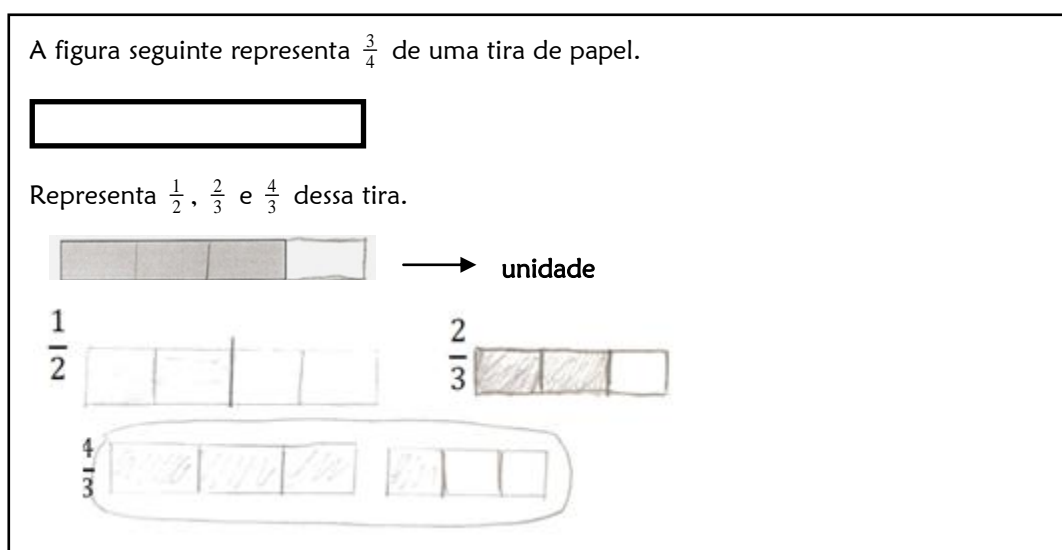 A figura seguinte representa 3/4 de uma tira de papel.
Representa 1/2, 2/3 e 4/3 dessa tira.
unidade
1/2
2/3
4/3